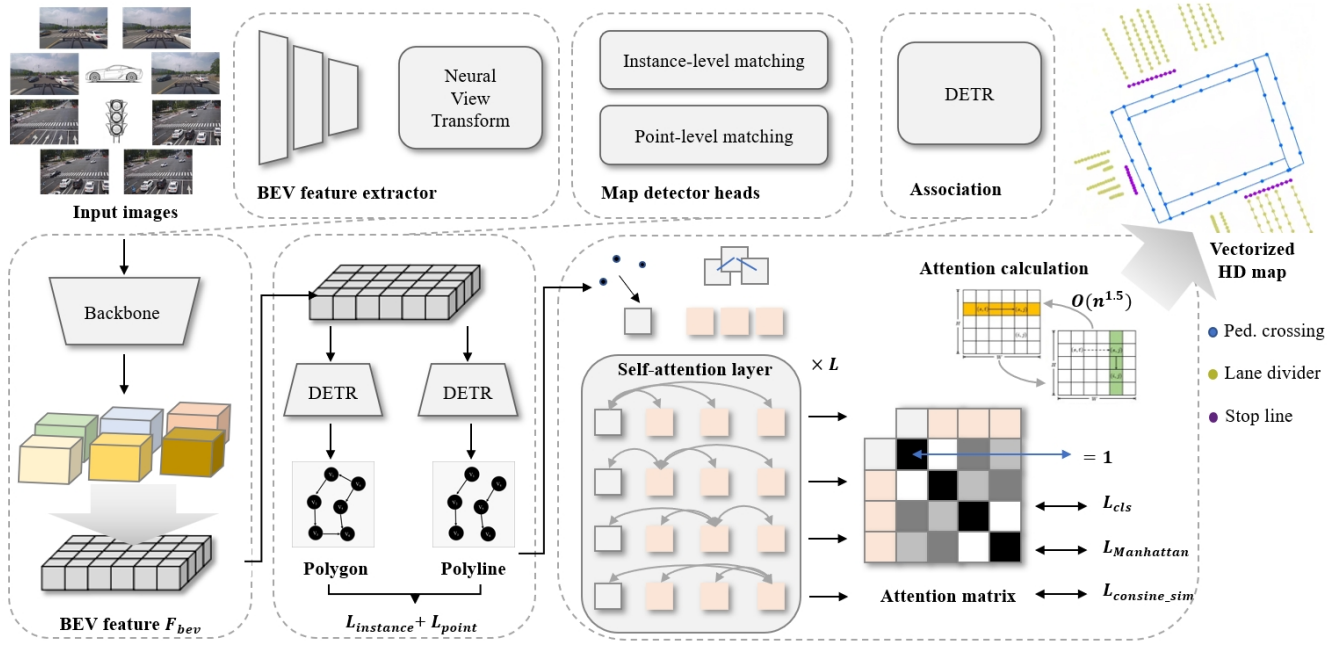 Input images
Neural
View
Transform
BEV feature extractor
Instance-level matching
Point-level matching
Map detector heads
DETR
Association
Vectorized
HD map
Ped. crossing
Lane divider
Stop line
Backbone
BEV feature F_bev
DETR
DETR
Polygon
Polyline
L_instance + L_point
Self-attention layer
× L
Attention calculation
O(n^1.5)
= 1
L_cls
L_Manhattan
L_consine_sim
Attention matrix